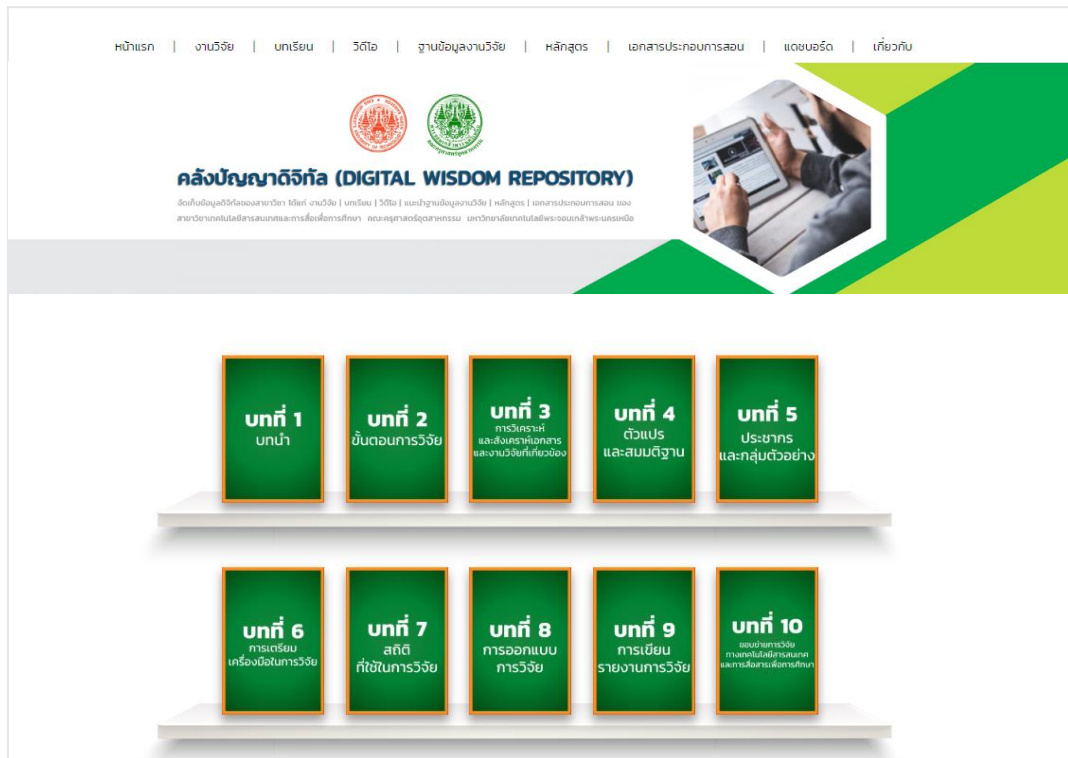 หน้าแรก | งานวิจัย | บทเรียน | วิดีโอ | ฐานข้อมูลงานวิจัย | หลักสูตร | เอกสารประกอบการสอน | แดชบอร์ด | เกี่ยวกับ
คลังปัญญาดิจิทัล (DIGITAL WISDOM REPOSITORY)
จัดเก็บข้อมูลดิจิทัลของสาขาวิชา ได้แก่ งานวิจัย | บทเรียน | วิดีโอ | แนะนำฐานข้อมูลงานวิจัย | หลักสูตร | เอกสารประกอบการสอน ของ
สาขาวิชาเทคโนโลยีสารสนเทศและการสื่อเพื่อการศึกษา คณะครุศาสตร์อุตสาหกรรม มหาวิทยาลัยเทคโนโลยีพระจอมเกล้าพระนครเหนือ
บทที่ 1
บทนำ
บทที่ 2
ขั้นตอนการวิจัย
บทที่ 3
การวิเคราะห์
และสังเคราะห์เอกสาร
และงานวิจัยที่เกี่ยวข้อง
บทที่ 4
ตัวแปร
และสมมติฐาน
บทที่ 5
ประชากร
และกลุ่มตัวอย่าง
บทที่ 6
การเตรียม
เครื่องมือในการวิจัย
บทที่ 7
สถิติ
ที่ใช้ในการวิจัย
บทที่ 8
การออกแบบ
การวิจัย
บทที่ 9
การเขียน
รายงานการวิจัย
บทที่ 10
ขอบข่ายการวิจัย
ทางเทคโนโลยีสารสนเทศ
และการสื่อสารเพื่อการศึกษา